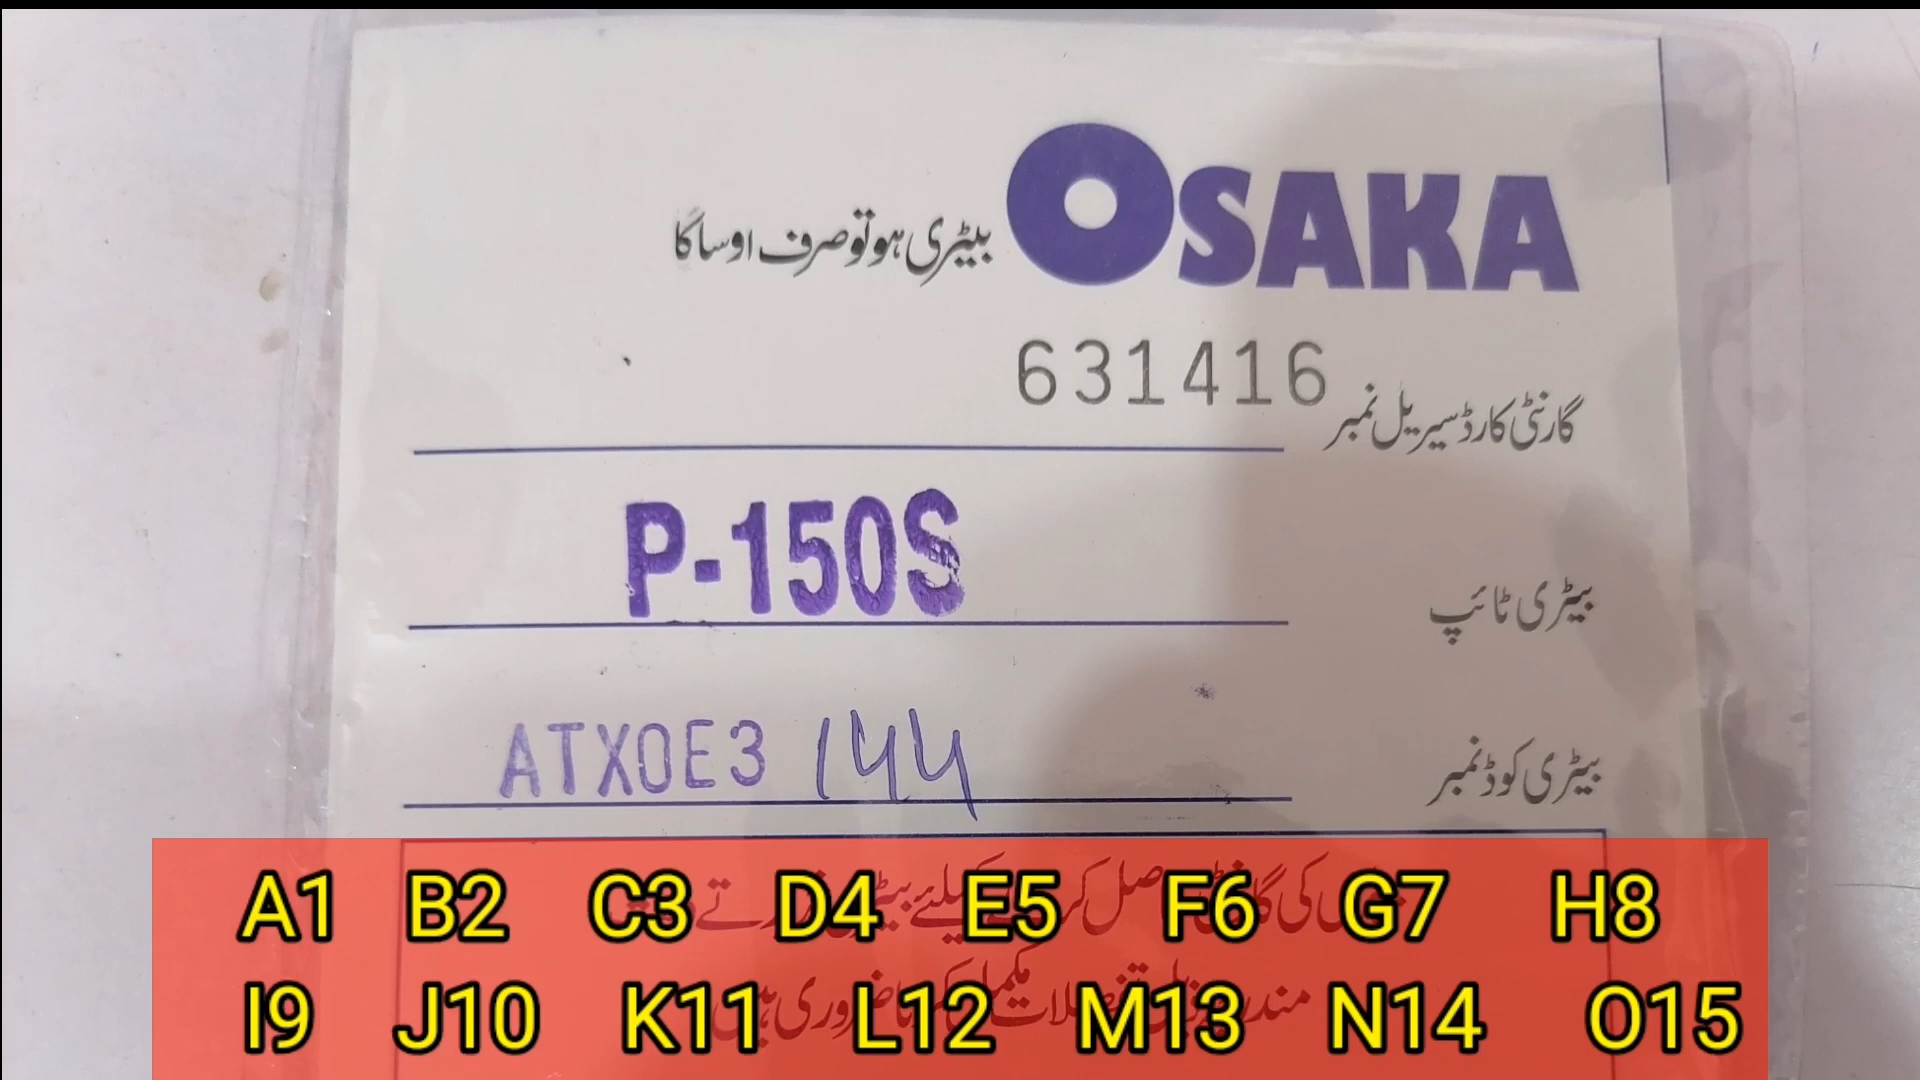 OSAKA بیٹری ہو تو صرف اوساکا
گارنٹی کارڈ سیریل نمبر 631416
بیٹری ٹائپ P-150S
بیٹری کوڈ نمبر ATXOE3 144
A1 B2 C3 D4 E5 F6 G7 H8
I9 J10 K11 L12 M13 N14 O15